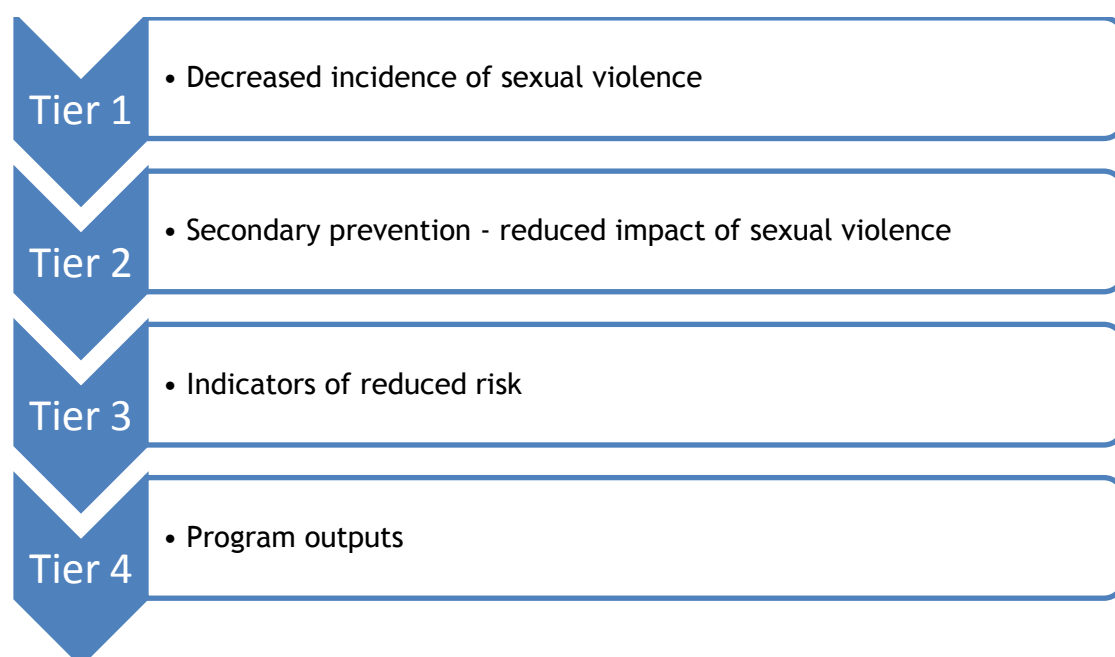 Tier 1
• Decreased incidence of sexual violence
Tier 2
• Secondary prevention - reduced impact of sexual violence
Tier 3
• Indicators of reduced risk
Tier 4
• Program outputs